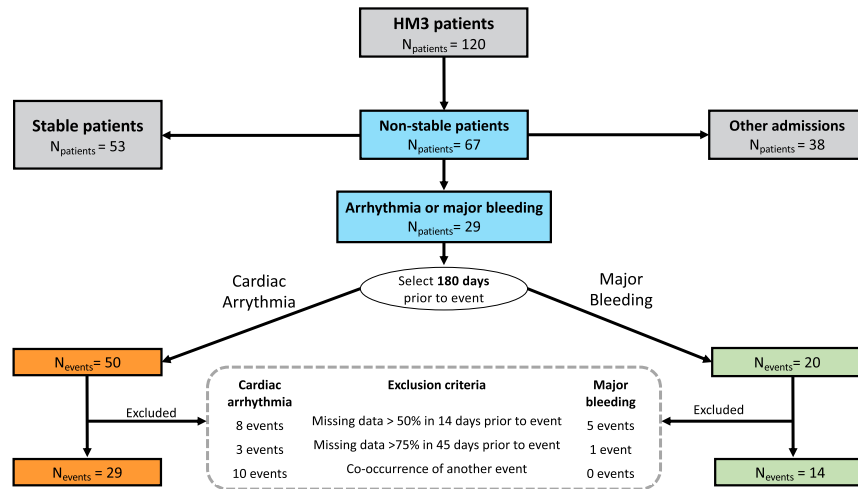 HM3 patients
Npatients = 120
Stable patients
Npatients = 53
Non-stable patients
Npatients = 67
Other admissions
Npatients = 38
Arrhythmia or major bleeding
Npatients = 29
Cardiac
Arrythmia
Select 180 days
prior to event
Major
Bleeding
Nevents= 50
Nevents = 20
Excluded
Excluded
Cardiac
arrhythmia
Exclusion criteria
Major
bleeding
8 events
Missing data > 50% in 14 days prior to event
5 events
3 events
Missing data >75% in 45 days prior to event
1 event
10 events
Co-occurrence of another event
0 events
Nevents = 29
Nevents = 14